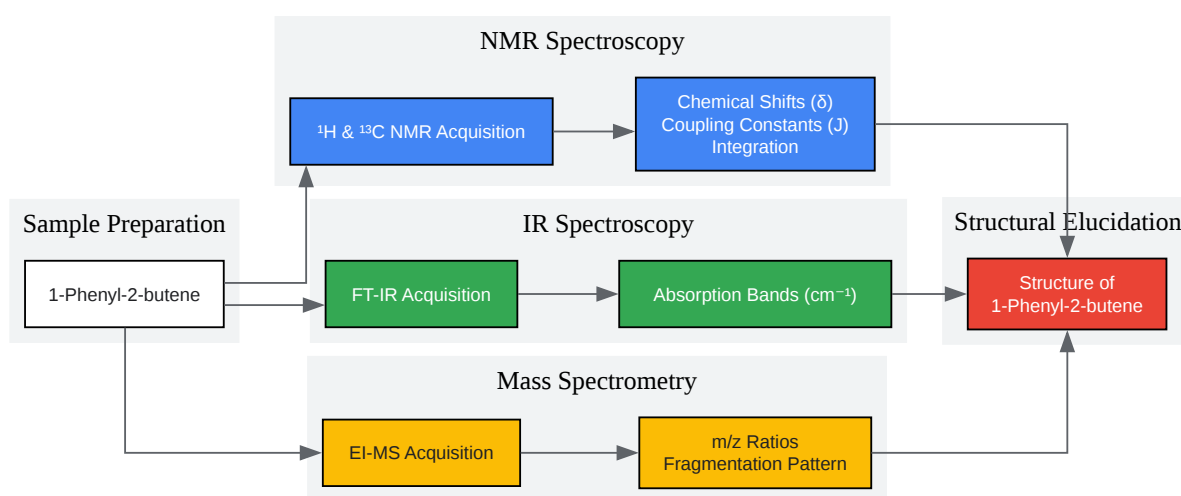 NMR Spectroscopy
¹H & ¹³C NMR Acquisition
Chemical Shifts (δ)
Coupling Constants (J)
Integration
Sample Preparation
1-Phenyl-2-butene
IR Spectroscopy
FT-IR Acquisition
Absorption Bands (cm⁻¹)
Structural Elucidation
Structure of
1-Phenyl-2-butene
Mass Spectrometry
EI-MS Acquisition
m/z Ratios
Fragmentation Pattern